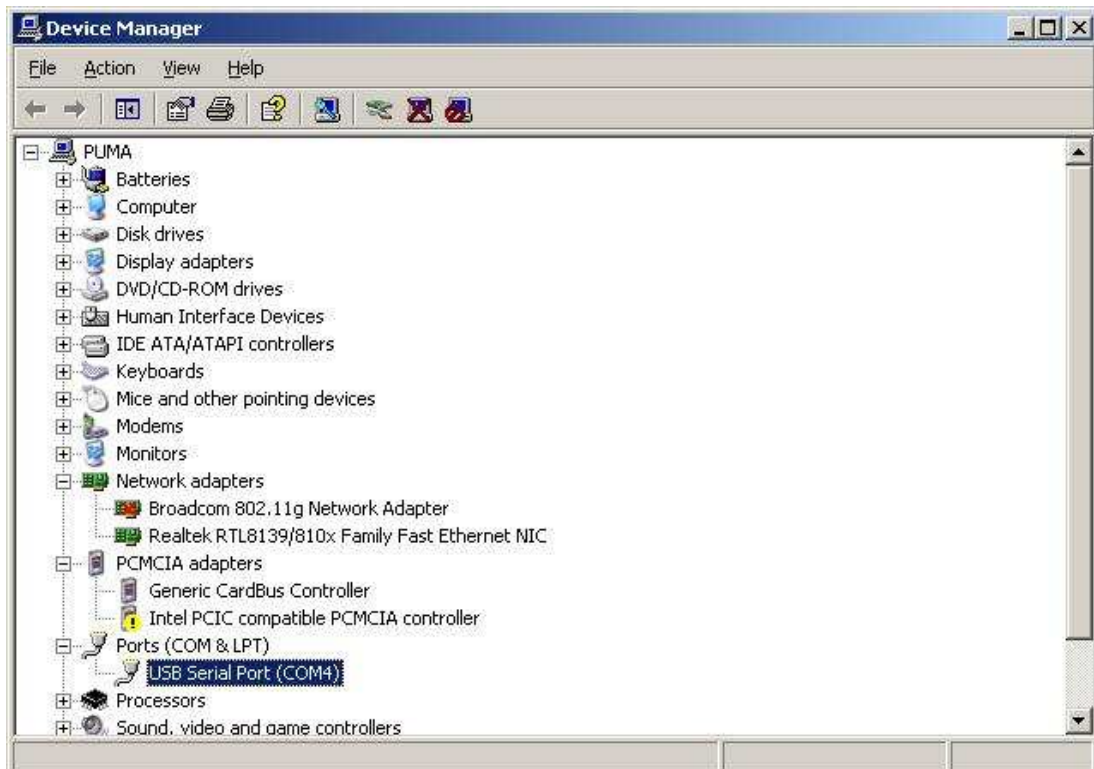 Device Manager
File Action View Help
PUMA
Batteries
Computer
Disk drives
Display adapters
DVD/CD-ROM drives
Human Interface Devices
IDE ATA/ATAPI controllers
Keyboards
Mice and other pointing devices
Modems
Monitors
Network adapters
Broadcom 802.11g Network Adapter
Realtek RTL8139/810x Family Fast Ethernet NIC
PCMCIA adapters
Generic CardBus Controller
Intel PCIC compatible PCMCIA controller
Ports (COM & LPT)
USB Serial Port (COM4)
Processors
Sound, video and game controllers